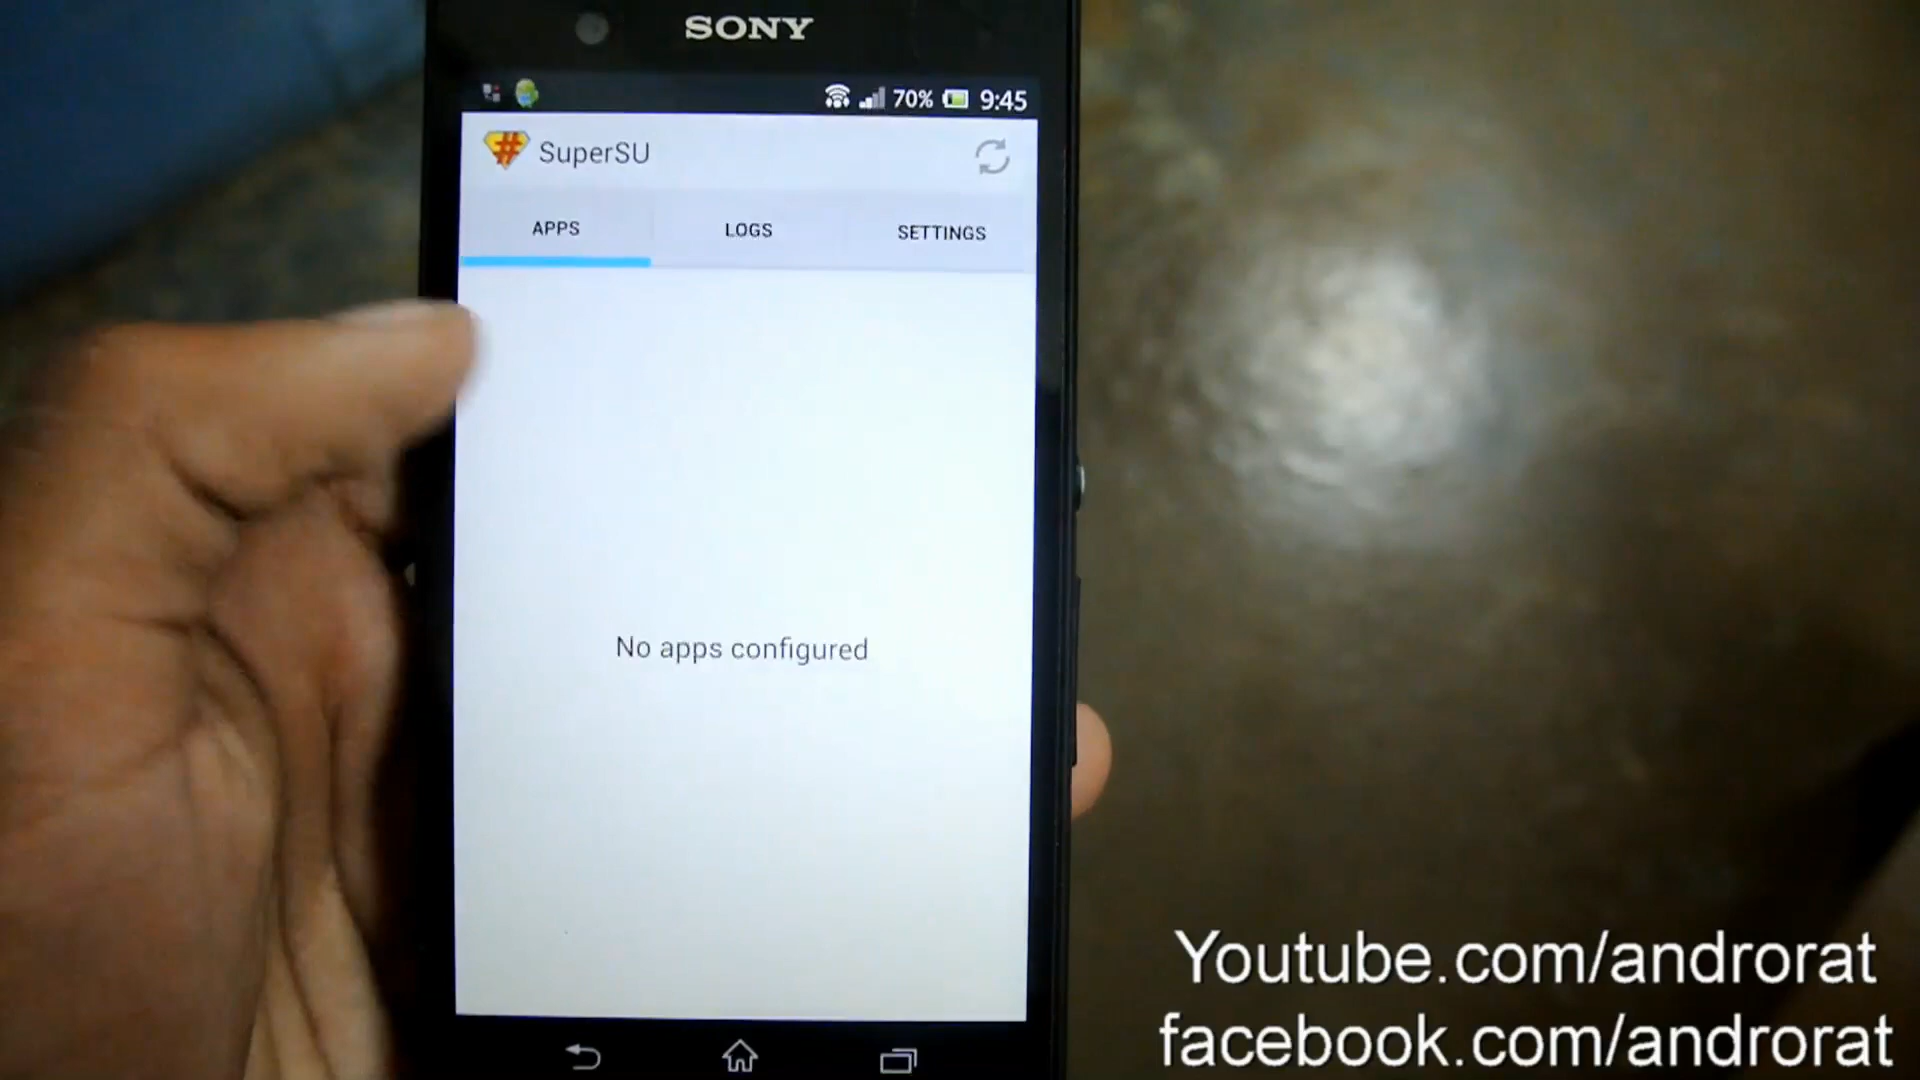 SONY
70% 9:45
SuperSU
APPS LOGS SETTINGS
No apps configured
Youtube.com/androrat
facebook.com/androrat